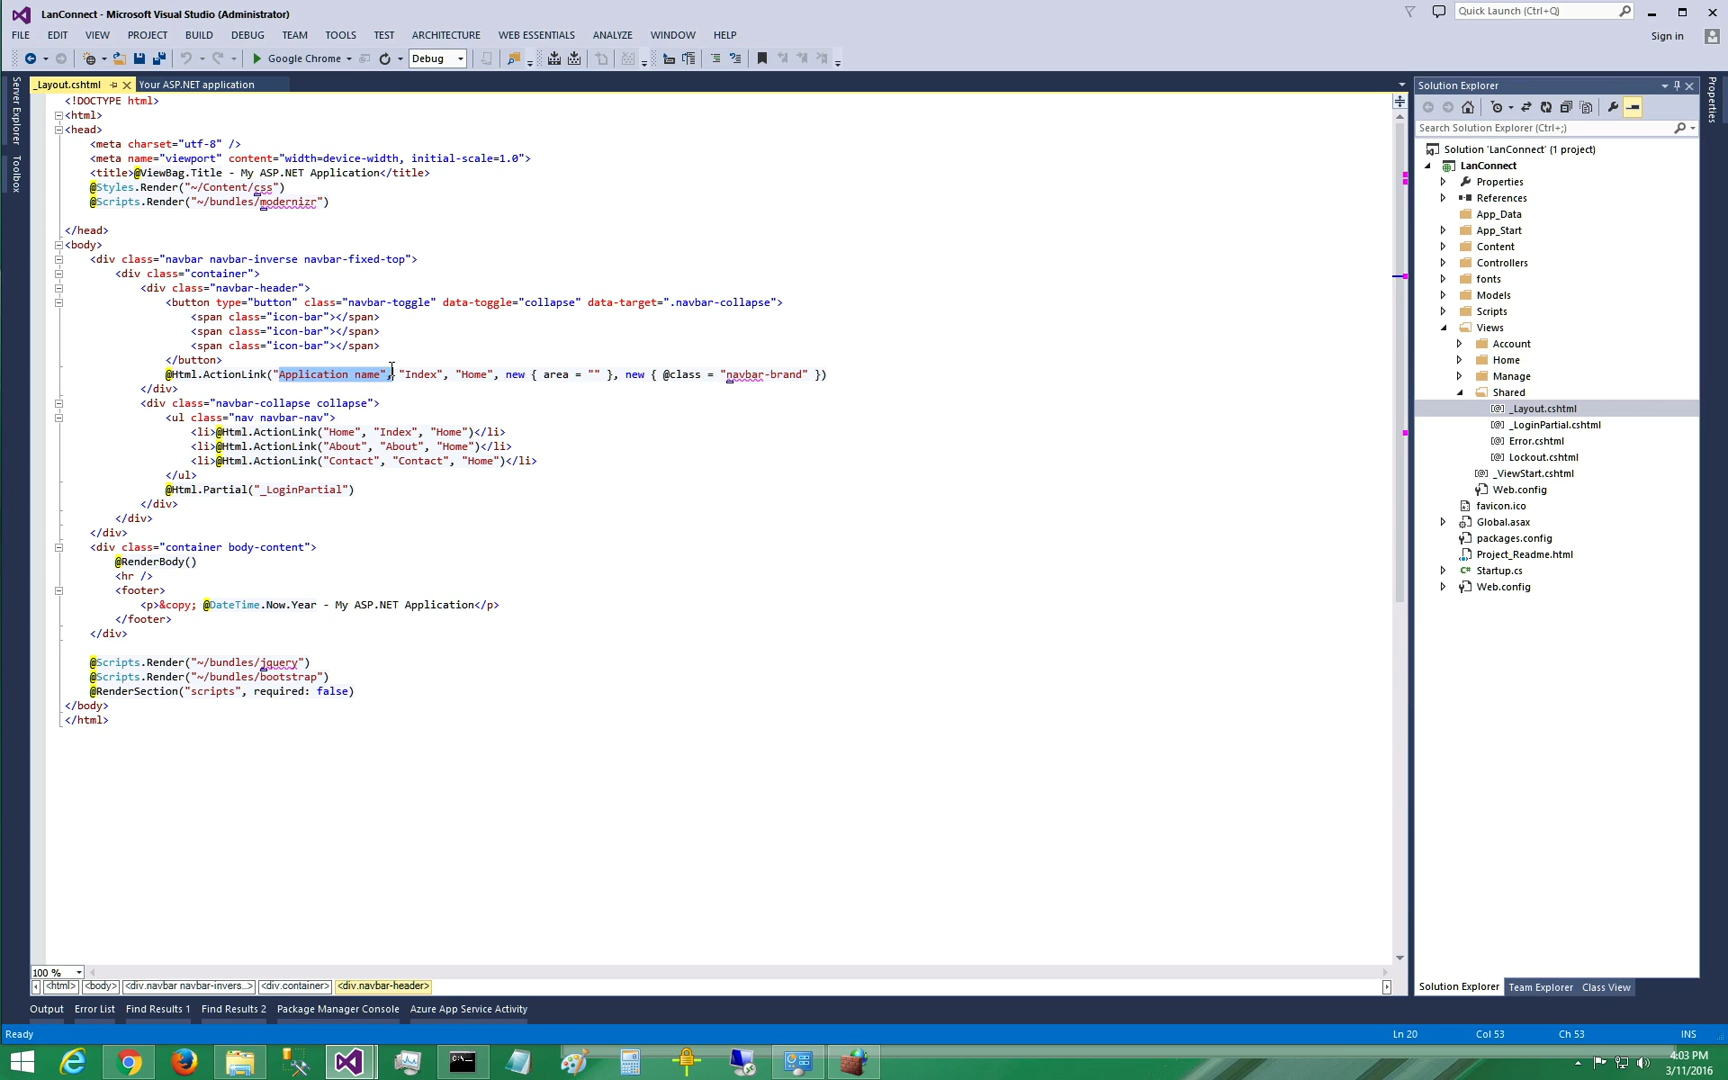 LanConnect - Microsoft Visual Studio (Administrator)
Quick Launch (Ctrl+Q)
FILE EDIT VIEW PROJECT BUILD DEBUG TEAM TOOLS TEST ARCHITECTURE WEB ESSENTIALS ANALYZE WINDOW HELP
Sign in
Google Chrome
Debug
Server Explorer
Toolbox
_Layout.cshtml
Your ASP.NET application
<!DOCTYPE html>
<html>
<head>
<meta charset="utf-8" />
<meta name="viewport" content="width=device-width, initial-scale=1.0">
<title>@ViewBag.Title - My ASP.NET Application</title>
@Styles.Render("~/Content/css")
@Scripts.Render("~/bundles/modernizr")
</head>
<body>
<div class="navbar navbar-inverse navbar-fixed-top">
<div class="container">
<div class="navbar-header">
<button type="button" class="navbar-toggle" data-toggle="collapse" data-target=".navbar-collapse">
<span class="icon-bar"></span>
<span class="icon-bar"></span>
<span class="icon-bar"></span>
</button>
@Html.ActionLink("Application name", "Index", "Home", new { area = "" }, new { @class = "navbar-brand" })
</div>
<div class="navbar-collapse collapse">
<ul class="nav navbar-nav">
<li>@Html.ActionLink("Home", "Index", "Home")</li>
<li>@Html.ActionLink("About", "About", "Home")</li>
<li>@Html.ActionLink("Contact", "Contact", "Home")</li>
</ul>
@Html.Partial("_LoginPartial")
</div>
</div>
</div>
<div class="container body-content">
@RenderBody()
<hr />
<footer>
<p>&copy; @DateTime.Now.Year - My ASP.NET Application</p>
</footer>
</div>
@Scripts.Render("~/bundles/jquery")
@Scripts.Render("~/bundles/bootstrap")
@RenderSection("scripts", required: false)
</body>
</html>
100 %
<html> <body> <div.navbar navbar-invers...> <div.container> <div.navbar-header>
Solution Explorer
Search Solution Explorer (Ctrl+;)
Solution 'LanConnect' (1 project)
LanConnect
Properties
References
App_Data
App_Start
Content
Controllers
fonts
Models
Scripts
Views
Account
Home
Manage
Shared
_Layout.cshtml
_LoginPartial.cshtml
Error.cshtml
Lockout.cshtml
_ViewStart.cshtml
Web.config
favicon.ico
Global.asax
packages.config
Project_Readme.html
Startup.cs
Web.config
Solution Explorer Team Explorer Class View
Properties
Output Error List Find Results 1 Find Results 2 Package Manager Console Azure App Service Activity
Ready
Ln 20 Col 53 Ch 53 INS
4:03 PM
3/11/2016